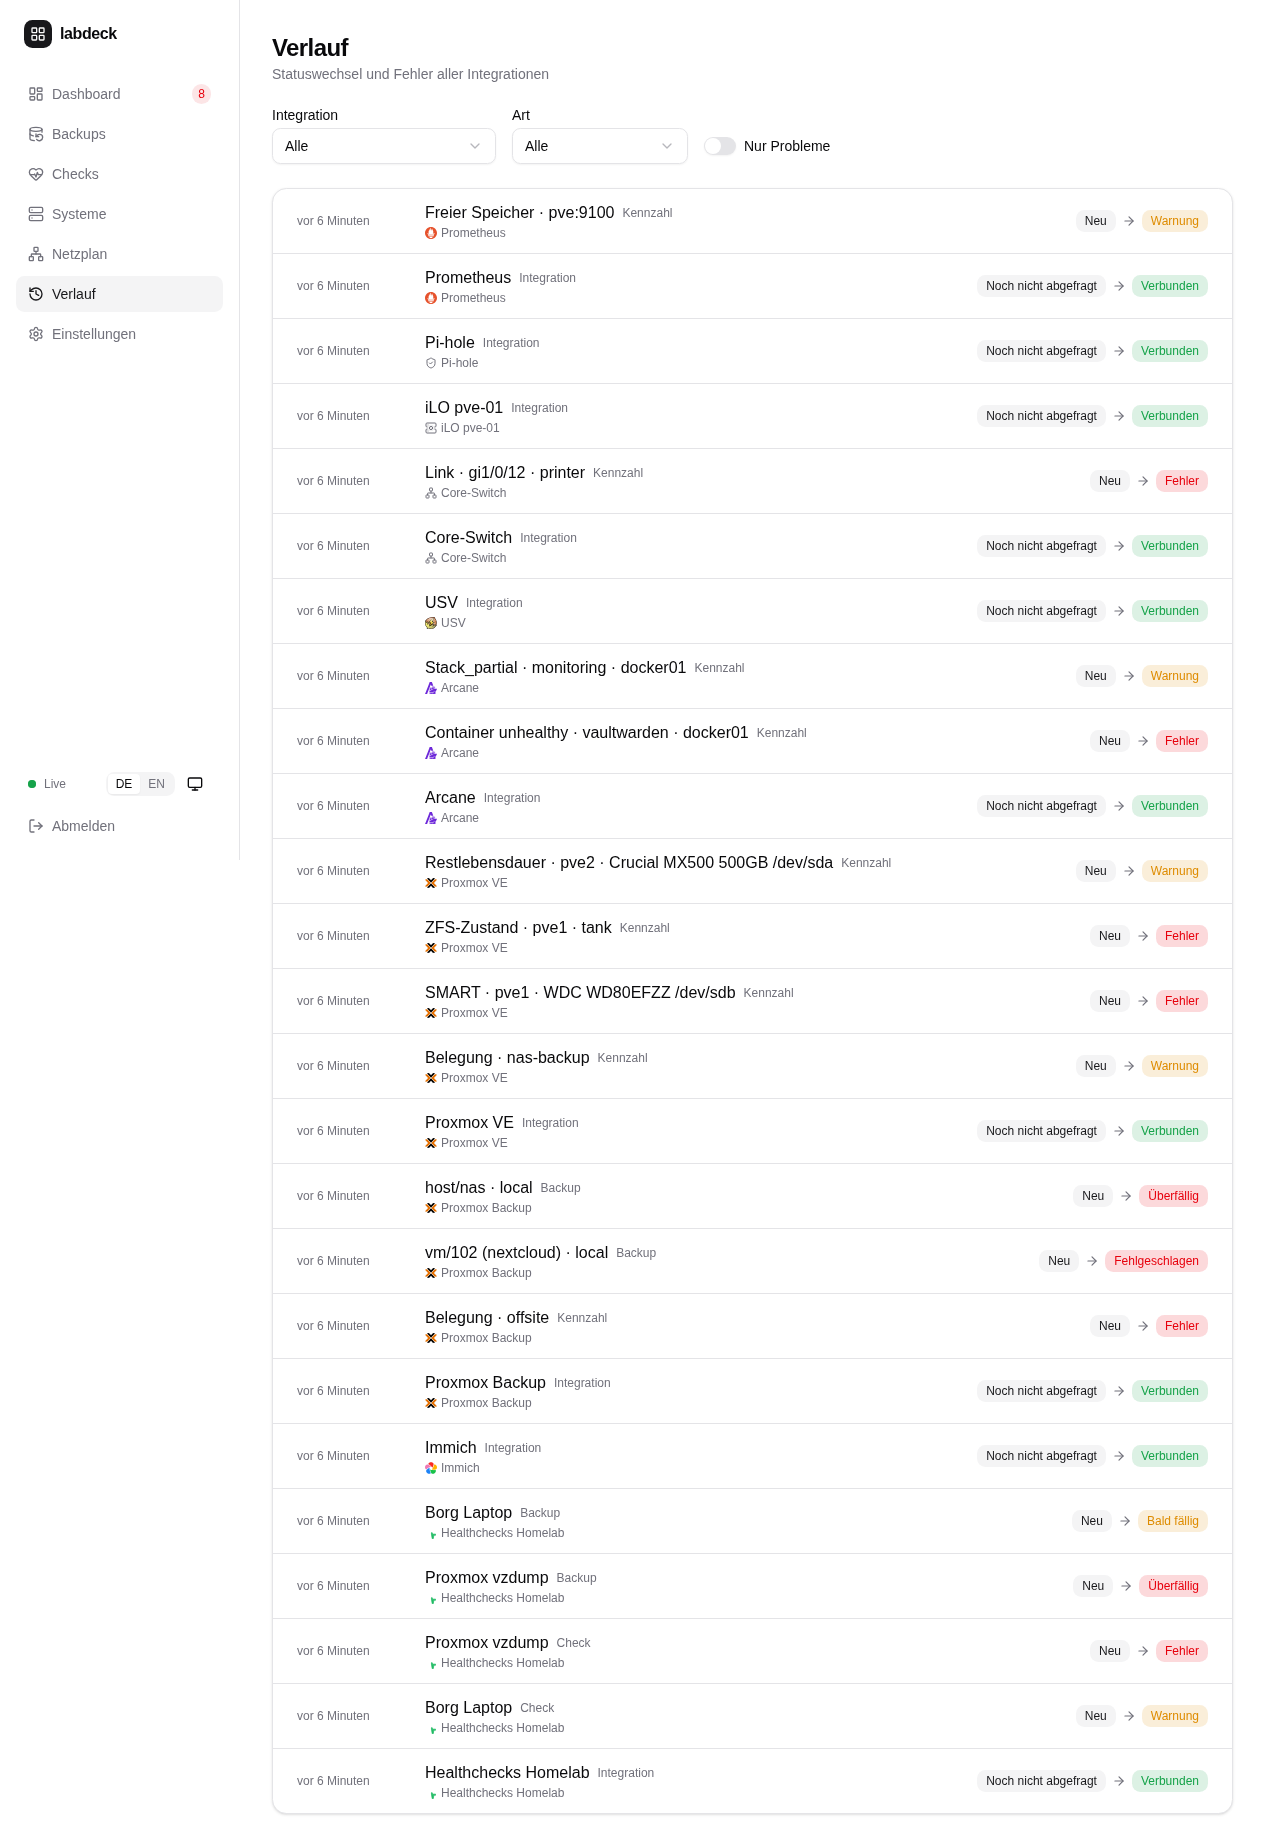 labdeck
Dashboard 8
Backups
Checks
Systeme
Netzplan
Verlauf
Einstellungen
Live DE EN
Abmelden
Verlauf
Statuswechsel und Fehler aller Integrationen
Integration Art
Alle Alle Nur Probleme
vor 6 Minuten Freier Speicher · pve:9100 Kennzahl Neu → Warnung
Prometheus
vor 6 Minuten Prometheus Integration Noch nicht abgefragt → Verbunden
Prometheus
vor 6 Minuten Pi-hole Integration Noch nicht abgefragt → Verbunden
Pi-hole
vor 6 Minuten iLO pve-01 Integration Noch nicht abgefragt → Verbunden
iLO pve-01
vor 6 Minuten Link · gi1/0/12 · printer Kennzahl Neu → Fehler
Core-Switch
vor 6 Minuten Core-Switch Integration Noch nicht abgefragt → Verbunden
Core-Switch
vor 6 Minuten USV Integration Noch nicht abgefragt → Verbunden
USV
vor 6 Minuten Stack_partial · monitoring · docker01 Kennzahl Neu → Warnung
Arcane
vor 6 Minuten Container unhealthy · vaultwarden · docker01 Kennzahl Neu → Fehler
Arcane
vor 6 Minuten Arcane Integration Noch nicht abgefragt → Verbunden
Arcane
vor 6 Minuten Restlebensdauer · pve2 · Crucial MX500 500GB /dev/sda Kennzahl Neu → Warnung
Proxmox VE
vor 6 Minuten ZFS-Zustand · pve1 · tank Kennzahl Neu → Fehler
Proxmox VE
vor 6 Minuten SMART · pve1 · WDC WD80EFZZ /dev/sdb Kennzahl Neu → Fehler
Proxmox VE
vor 6 Minuten Belegung · nas-backup Kennzahl Neu → Warnung
Proxmox VE
vor 6 Minuten Proxmox VE Integration Noch nicht abgefragt → Verbunden
Proxmox VE
vor 6 Minuten host/nas · local Backup Neu → Überfällig
Proxmox Backup
vor 6 Minuten vm/102 (nextcloud) · local Backup Neu → Fehlgeschlagen
Proxmox Backup
vor 6 Minuten Belegung · offsite Kennzahl Neu → Fehler
Proxmox Backup
vor 6 Minuten Proxmox Backup Integration Noch nicht abgefragt → Verbunden
Proxmox Backup
vor 6 Minuten Immich Integration Noch nicht abgefragt → Verbunden
Immich
vor 6 Minuten Borg Laptop Backup Neu → Bald fällig
Healthchecks Homelab
vor 6 Minuten Proxmox vzdump Backup Neu → Überfällig
Healthchecks Homelab
vor 6 Minuten Proxmox vzdump Check Neu → Fehler
Healthchecks Homelab
vor 6 Minuten Borg Laptop Check Neu → Warnung
Healthchecks Homelab
vor 6 Minuten Healthchecks Homelab Integration Noch nicht abgefragt → Verbunden
Healthchecks Homelab